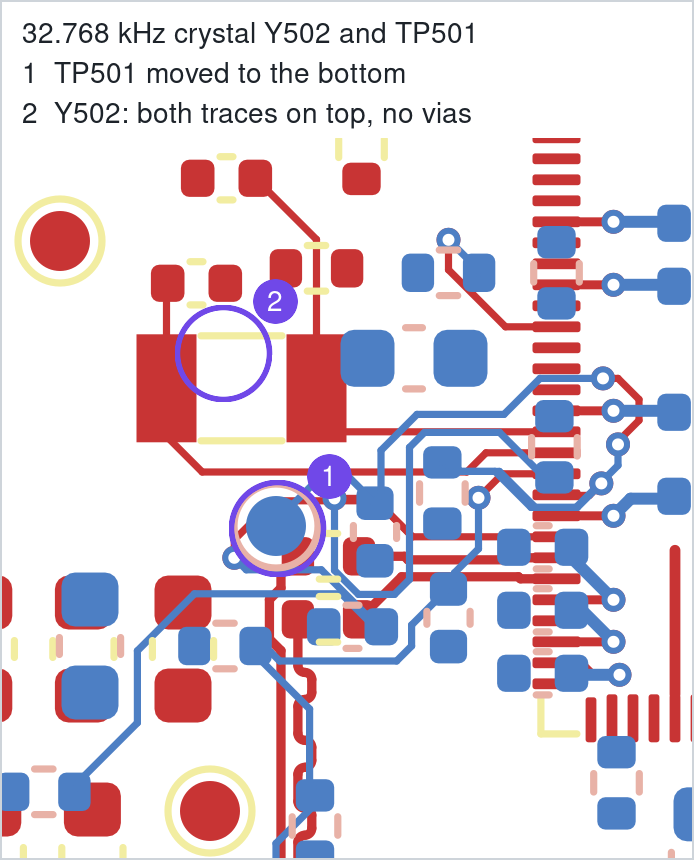 32.768 kHz crystal Y502 and TP501
1 TP501 moved to the bottom
2 Y502: both traces on top, no vias
2
1